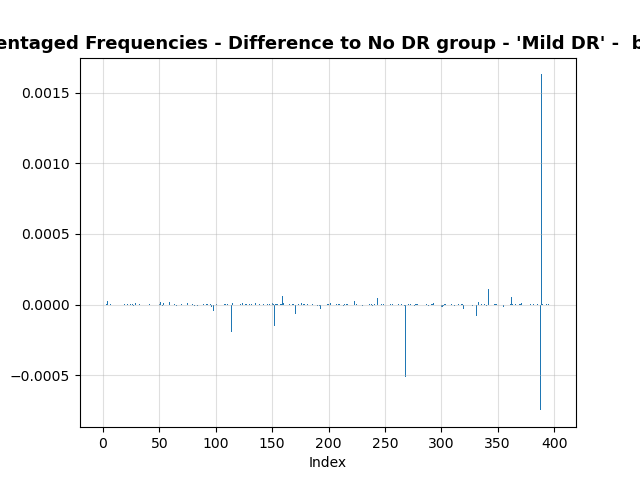 entaged Frequencies - Difference to No DR group - 'Mild DR' - b
0.0015
0.0010
0.0005
0.0000
−0.0005
0 50 100 150 200 250 300 350 400
Index